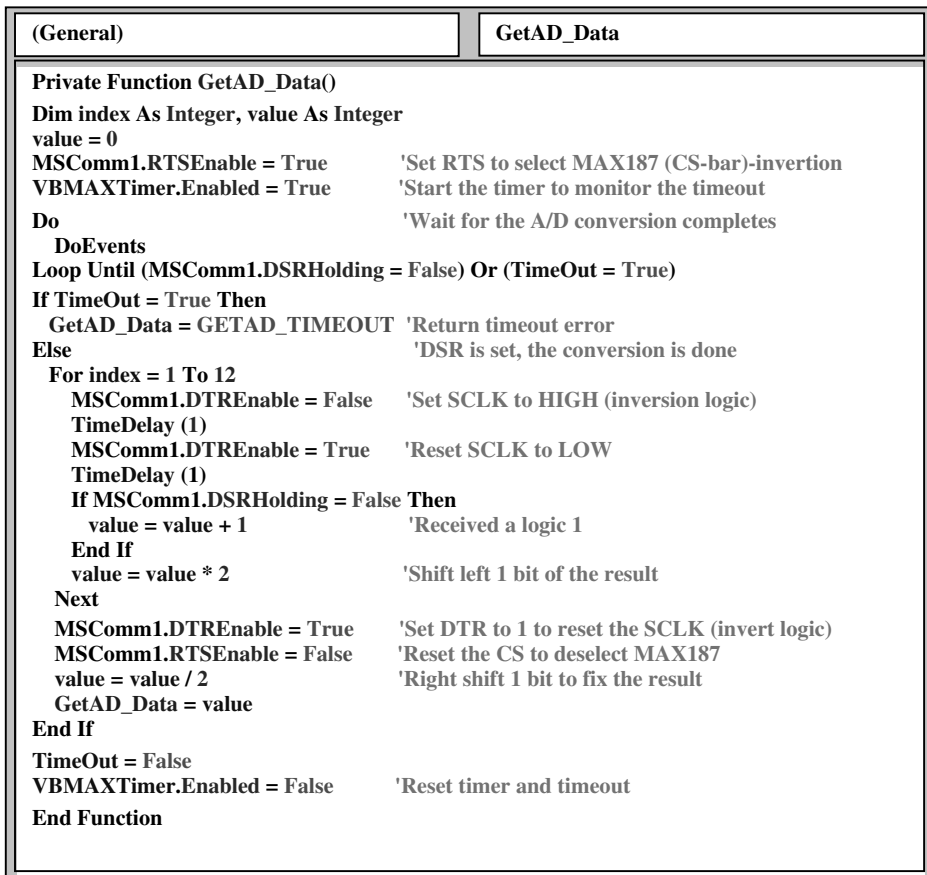 (General) GetAD_Data
Private Function GetAD_Data()
Dim index As Integer, value As Integer
value = 0
MSComm1.RTSEnable = True 'Set RTS to select MAX187 (CS-bar)-invertion
VBMAXTimer.Enabled = True 'Start the timer to monitor the timeout
Do 'Wait for the A/D conversion completes
DoEvents
Loop Until (MSComm1.DSRHolding = False) Or (TimeOut = True)
If TimeOut = True Then
GetAD_Data = GETAD_TIMEOUT 'Return timeout error
Else 'DSR is set, the conversion is done
For index = 1 To 12
MSComm1.DTREnable = False 'Set SCLK to HIGH (inversion logic)
TimeDelay (1)
MSComm1.DTREnable = True 'Reset SCLK to LOW
TimeDelay (1)
If MSComm1.DSRHolding = False Then
value = value + 1 'Received a logic 1
End If
value = value * 2 'Shift left 1 bit of the result
Next
MSComm1.DTREnable = True 'Set DTR to 1 to reset the SCLK (invert logic)
MSComm1.RTSEnable = False 'Reset the CS to deselect MAX187
value = value / 2 'Right shift 1 bit to fix the result
GetAD_Data = value
End If
TimeOut = False
VBMAXTimer.Enabled = False 'Reset timer and timeout
End Function